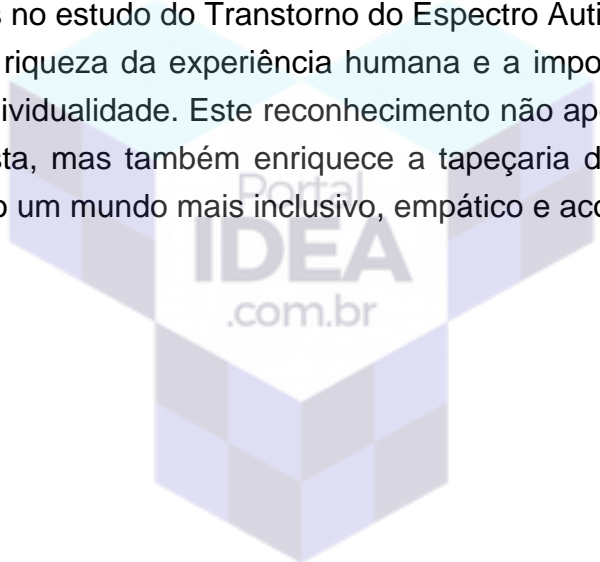 s no estudo do Transtorno do Espectro Auti
riqueza da experiência humana e a impo
ividualidade. Este reconhecimento não ap
sta, mas também enriquece a tapeçaria d
o um mundo mais inclusivo, empático e aco
Portal
IDEA
.com.br